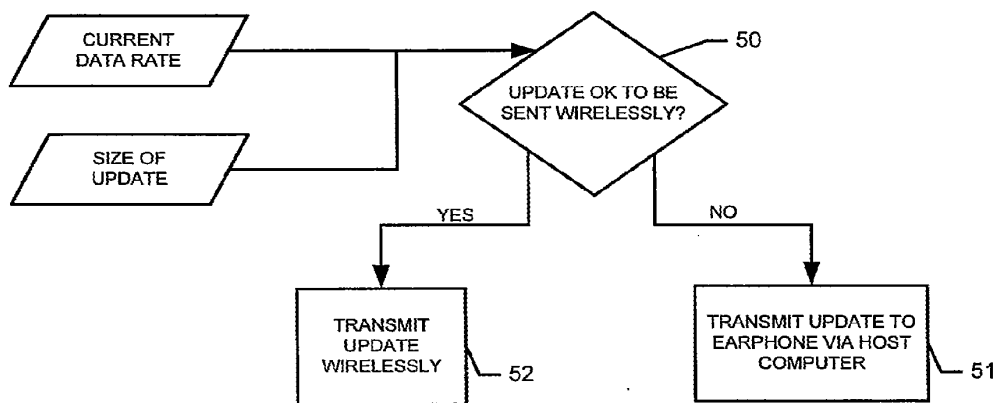 CURRENT
DATA RATE
50
UPDATE OK TO BE
SENT WIRELESSLY?
SIZE OF
UPDATE
YES
NO
TRANSMIT
UPDATE
WIRELESSLY
52
TRANSMIT UPDATE TO
EARPHONE VIA HOST
COMPUTER
51